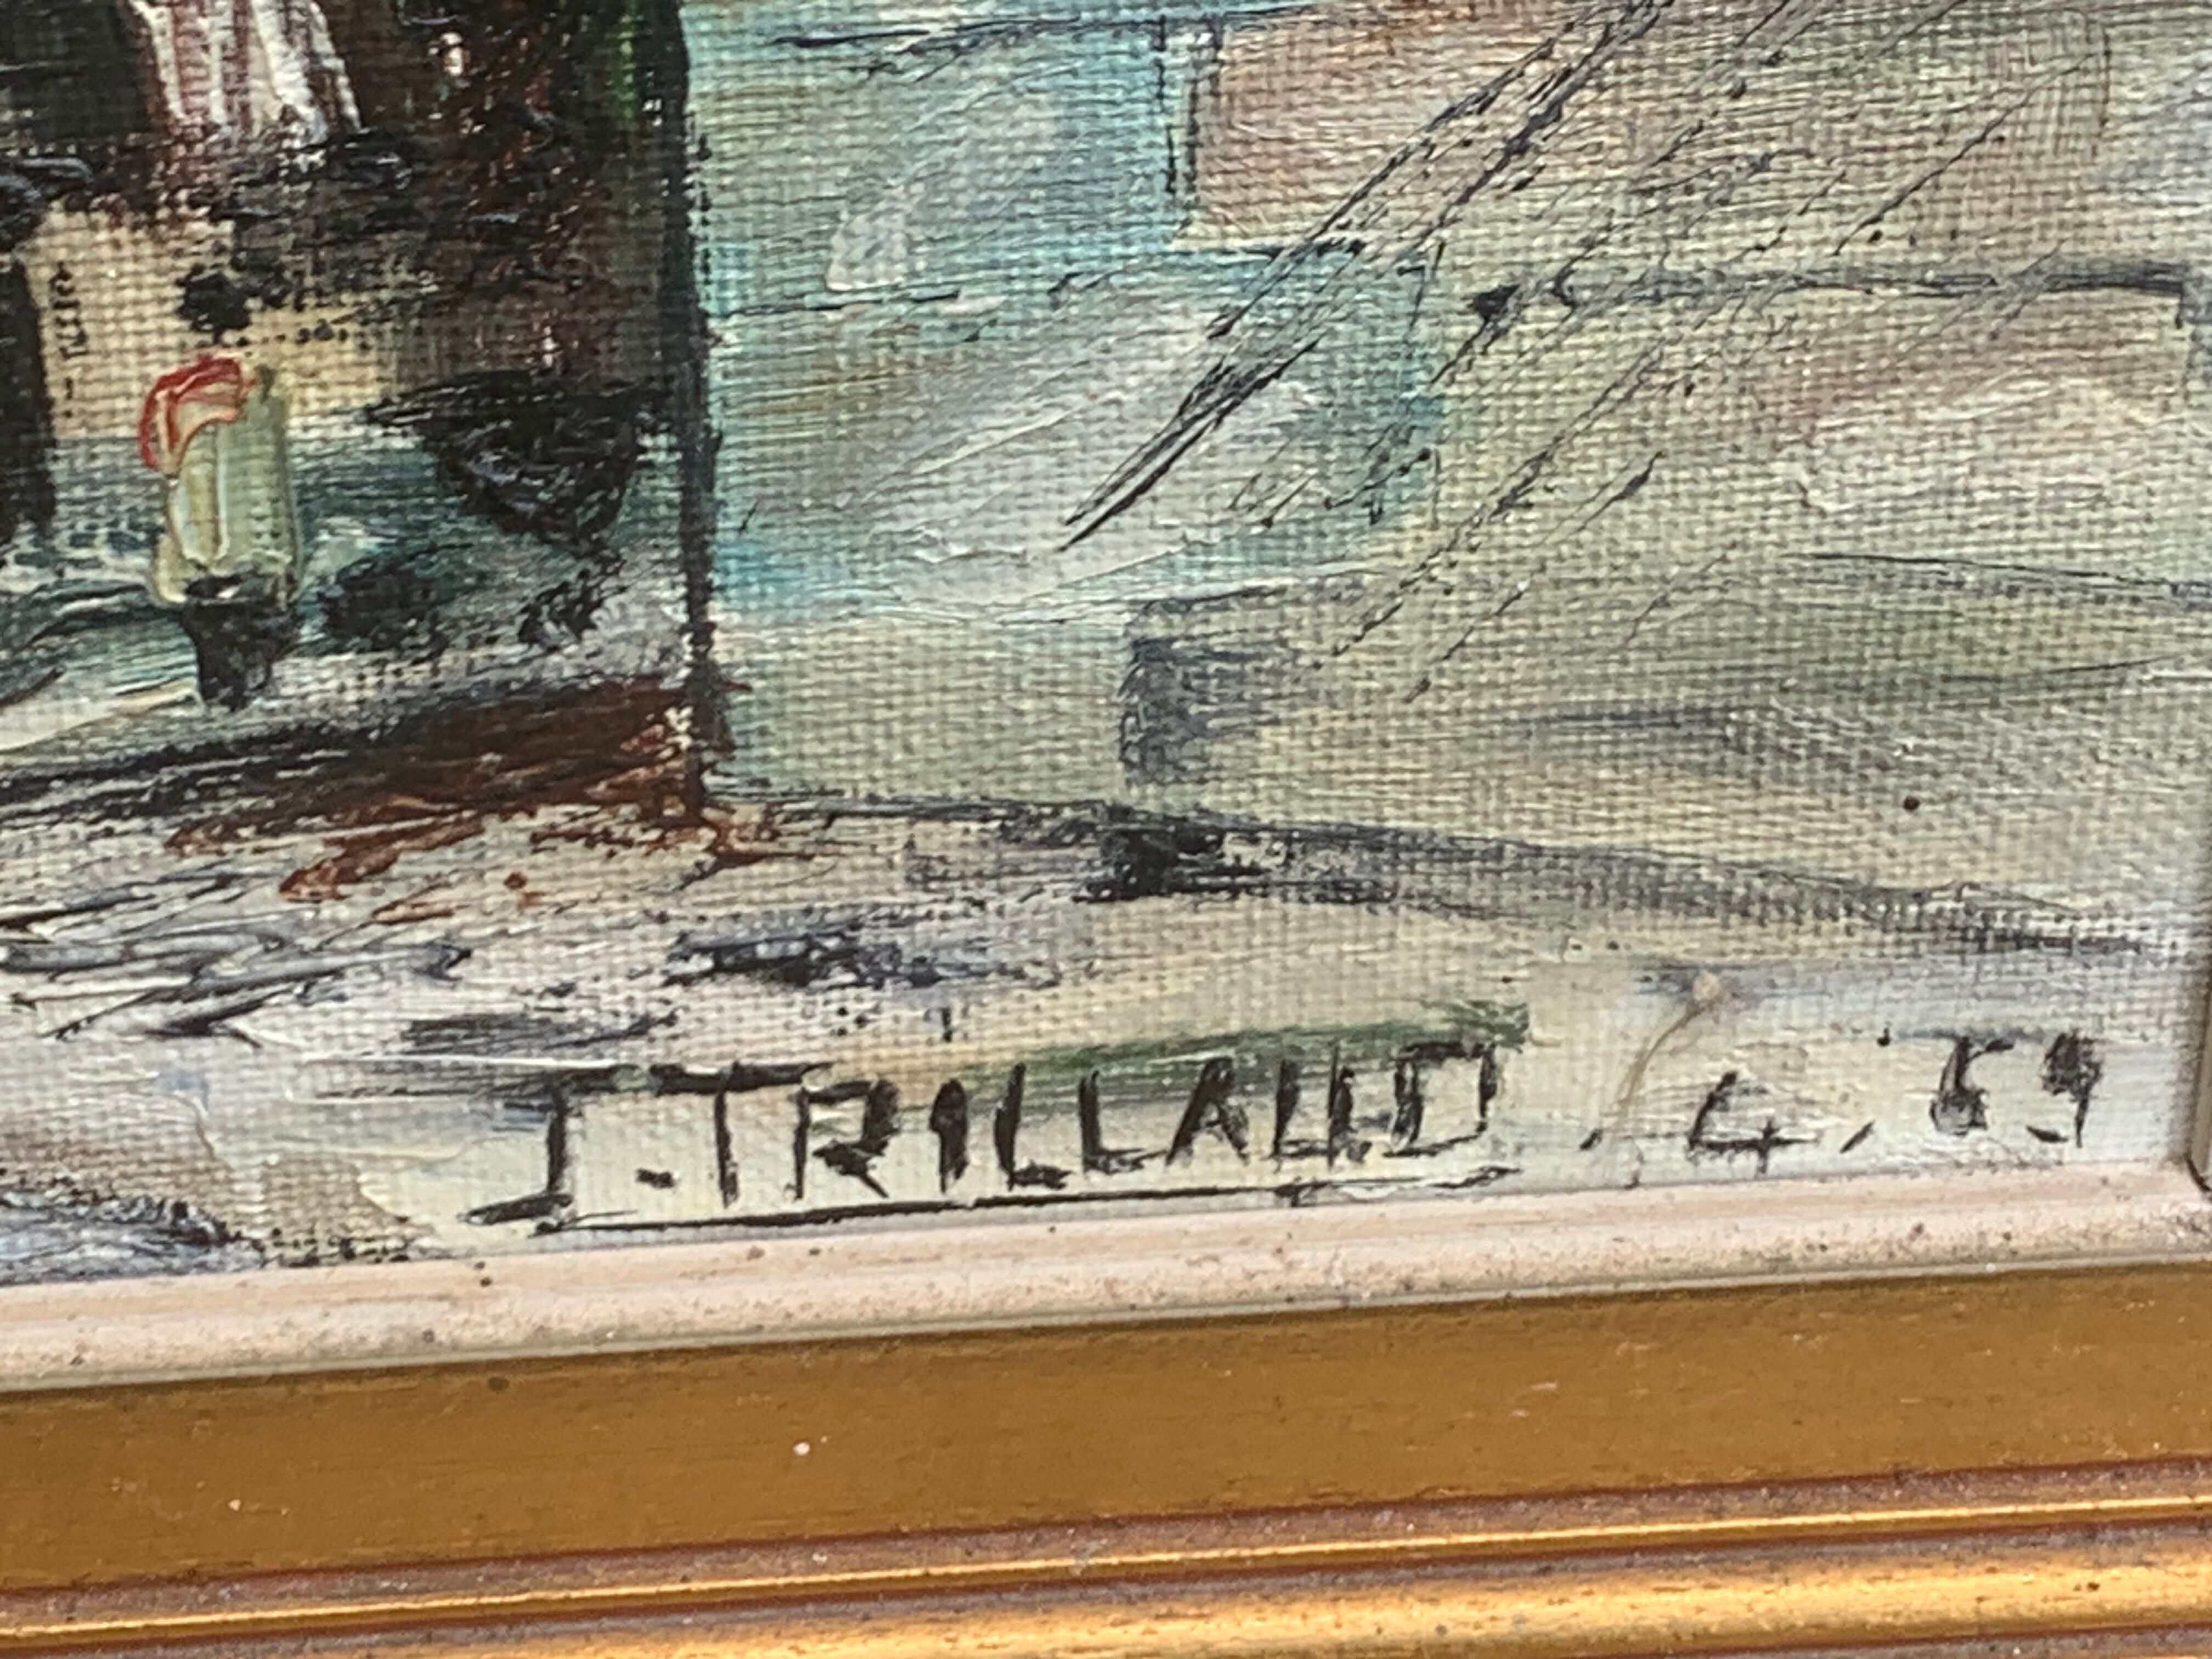 J. TRILLAUD . 4 . 69